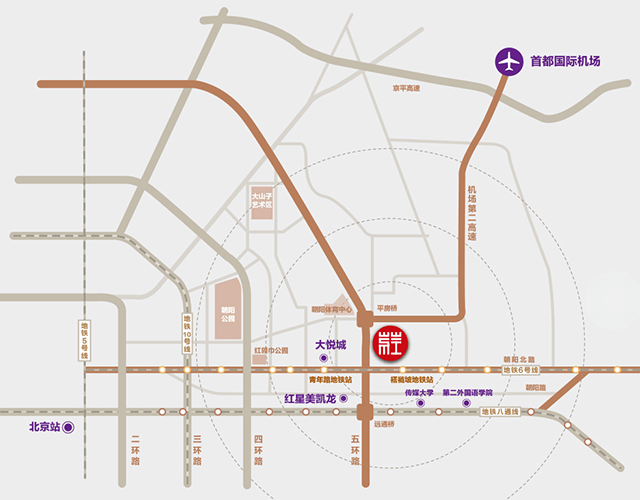 首都国际机场
京平高速
机场第二高速
大山子
艺术区
朝阳
公园
朝阳体育中心
平房桥
大悦城
红领巾公园
朝阳北路
地铁6号线
青年路地铁站
褡裢坡地铁站
传媒大学
第二外国语学院
朝阳路
红星美凯龙
地铁八通线
远通桥
北京站
地铁5号线
地铁10号线
二环路
三环路
四环路
五环路